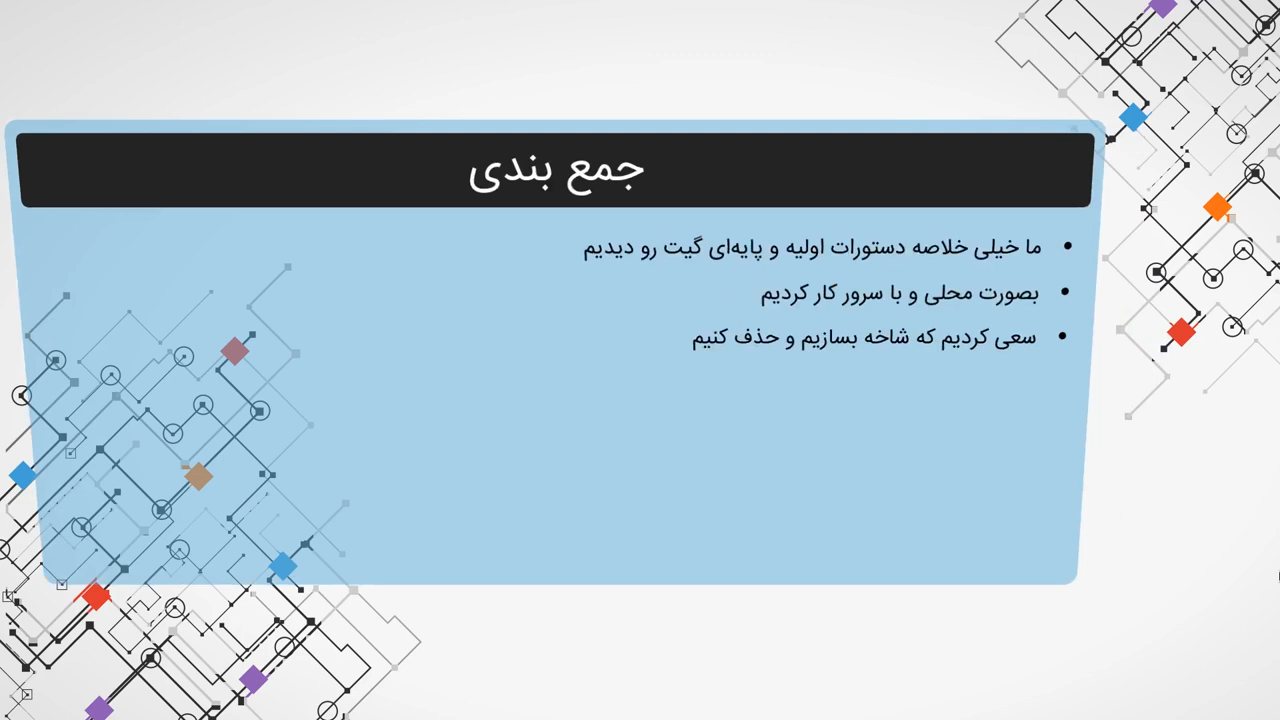 جمع بندی
• ما خیلی خلاصه دستورات اولیه و پایه‌ای گیت رو دیدیم
• بصورت محلی و با سرور کار کردیم
• سعی کردیم که شاخه بسازیم و حذف کنیم